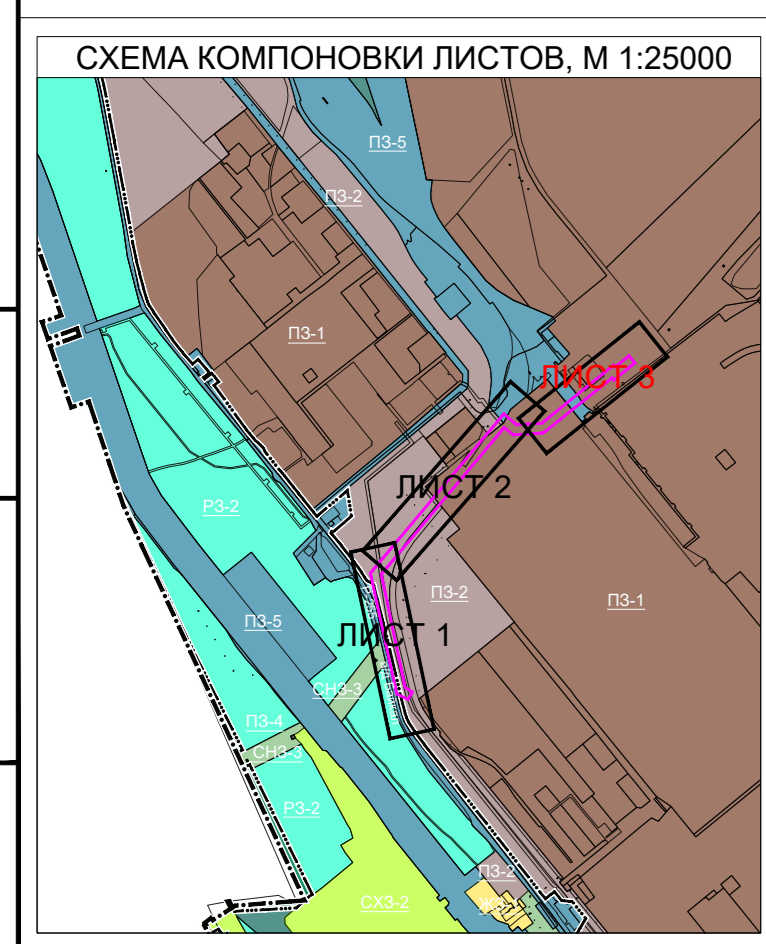 СХЕМА КОМПОНОВКИ ЛИСТОВ, М 1:25000
ПЗ-5
ПЗ-2
ПЗ-1
ЛИСТ 3
ЛИСТ 2
РЗ-2
ПЗ-2
ПЗ-1
ПЗ-5
ЛИСТ 1
СНЗ-3
ПЗ-4
СНЗ-3
РЗ-2
ПЗ-2
СХЗ-2